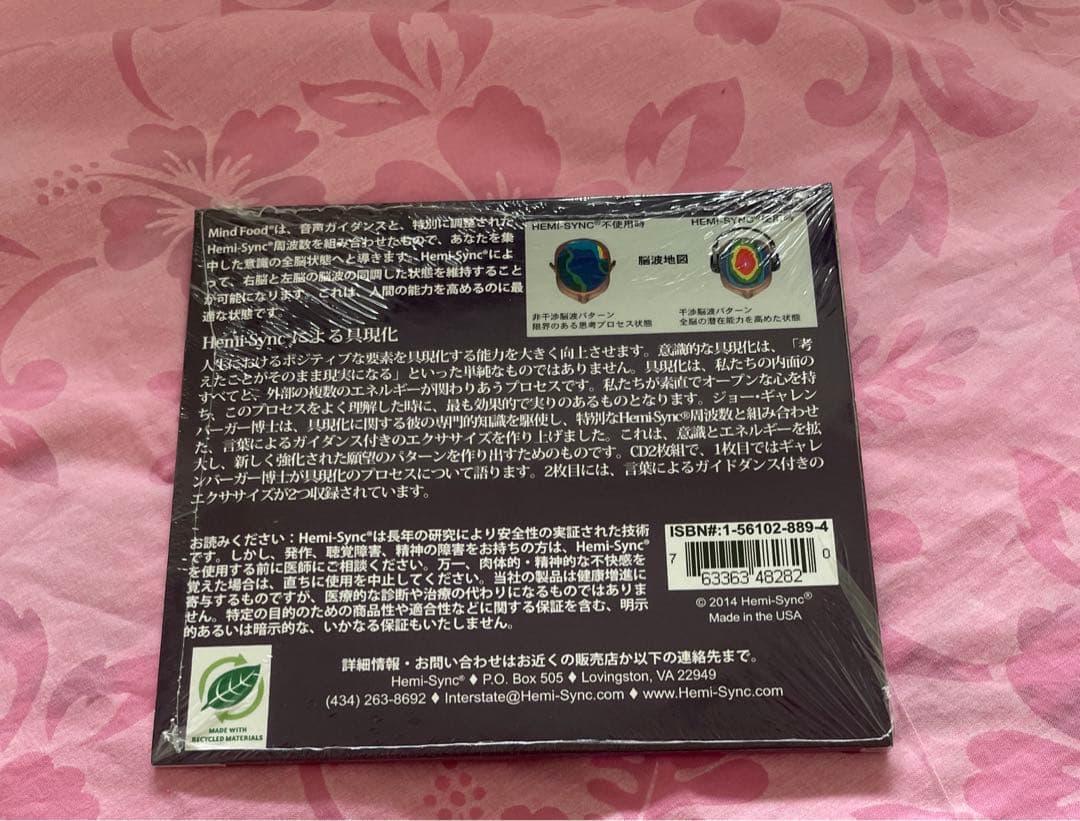 Mind Food®は、音声ガイダンスと、特別に調整された
Hemi-Sync®周波数を組み合わせたもので、あなたを集
中した意識の全脳状態へと導きます。Hemi-Sync®によ
って、右脳と左脳の脳波の同調した状態を維持すること
が可能になります。これは、人間の能力を高めるのに最
適な状態です。
HEMI-SYNC®不使用時
HEMI-SYNC®
脳波地図
非干渉脳波パターン
限界のある思考プロセス状態
干渉脳波パターン
全脳の潜在能力を高めた状態
Hemi-Sync®による具現化
人生におけるポジティブな要素を具現化する能力を大きく向上させます。意識的な具現化は、「考
えたことがそのまま現実になる」といった単純なものではありません。具現化は、私たちの内面の
すべてと、外部の複数のエネルギーが関わりあうプロセスです。私たちが素直でオープンな心を持
ち、このプロセスをよく理解した時に、最も効果的で実りのあるものとなります。ジョー・ギャレン
バーガー博士は、具現化に関する彼の専門的知識を駆使し、特別なHemi-Sync®周波数と組み合わせ
た、言葉によるガイダンス付きのエクササイズを作り上げました。これは、意識とエネルギーを拡
大し、新しく強化された願望のパターンを作り出すためのものです。CD2枚組で、1枚目ではギャレ
ンバーガー博士が具現化のプロセスについて語ります。2枚目には、言葉によるガイドダンス付きの
エクササイズが2つ収録されています。
お読みください：Hemi-Sync®は長年の研究により安全性の実証された技術
です。しかし、発作、聴覚障害、精神の障害をお持ちの方は、Hemi-Sync®
を使用する前に医師にご相談ください。万一、肉体的・精神的な不快感を
覚えた場合は、直ちに使用を中止してください。当社の製品は健康増進に
寄与するものですが、医療的な診断や治療の代わりになるものではありま
せん。特定の目的のための商品性や適合性などに関する保証を含む、明示
的あるいは暗示的な、いかなる保証もいたしません。
ISBN#:1-56102-889-4
7 63363 48282 0
© 2014 Hemi-Sync®
Made in the USA
MADE WITH
RECYCLED MATERIALS
詳細情報・お問い合わせはお近くの販売店か以下の連絡先まで。
Hemi-Sync® ♦ P.O. Box 505 ♦ Lovingston, VA 22949
(434) 263-8692 ♦ Interstate@Hemi-Sync.com ♦ www.Hemi-Sync.com